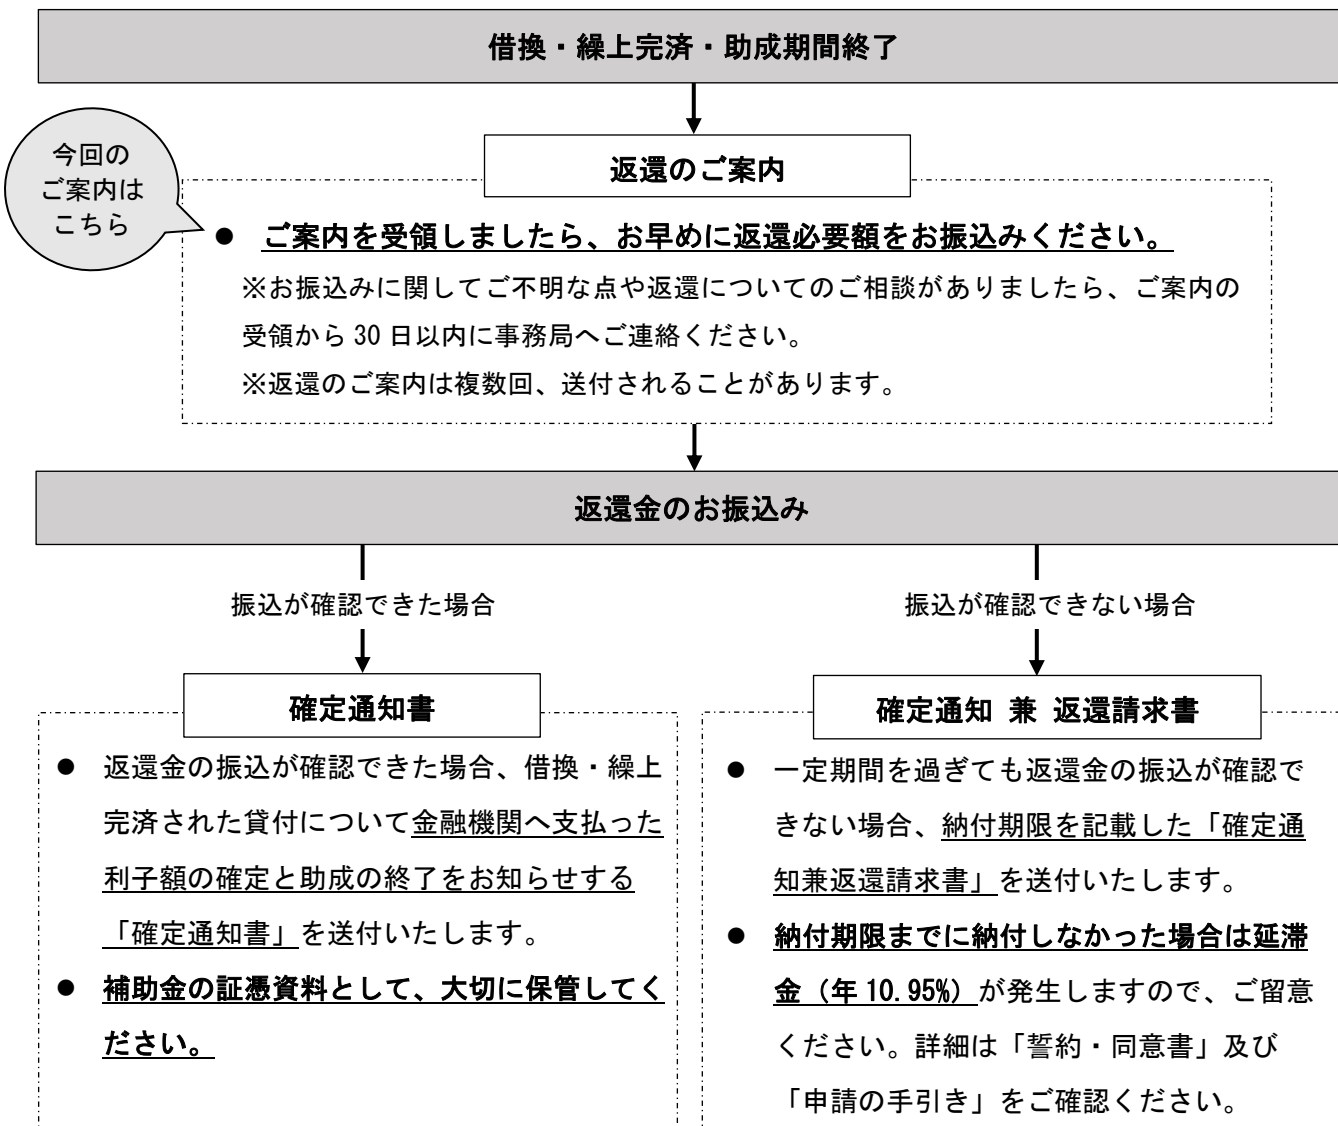 借換・繰上完済・助成期間終了
今回の
ご案内は
こちら
返還のご案内
● ご案内を受領しましたら、お早めに返還必要額をお振込みください。
※お振込みに関してご不明な点や返還についてのご相談がありましたら、ご案内の
受領から 30 日以内に事務局へご連絡ください。
※返還のご案内は複数回、送付されることがあります。
返還金のお振込み
振込が確認できた場合
確定通知書
● 返還金の振込が確認できた場合、借換・繰上
完済された貸付について金融機関へ支払った
利子額の確定と助成の終了をお知らせする
「確定通知書」を送付いたします。
● 補助金の証憑資料として、大切に保管してく
ださい。
振込が確認できない場合
確定通知 兼 返還請求書
● 一定期間を過ぎても返還金の振込が確認で
きない場合、納付期限を記載した「確定通
知兼返還請求書」を送付いたします。
● 納付期限までに納付しなかった場合は延滞
金（年 10.95%）が発生しますので、ご留意
ください。詳細は「誓約・同意書」及び
「申請の手引き」をご確認ください。